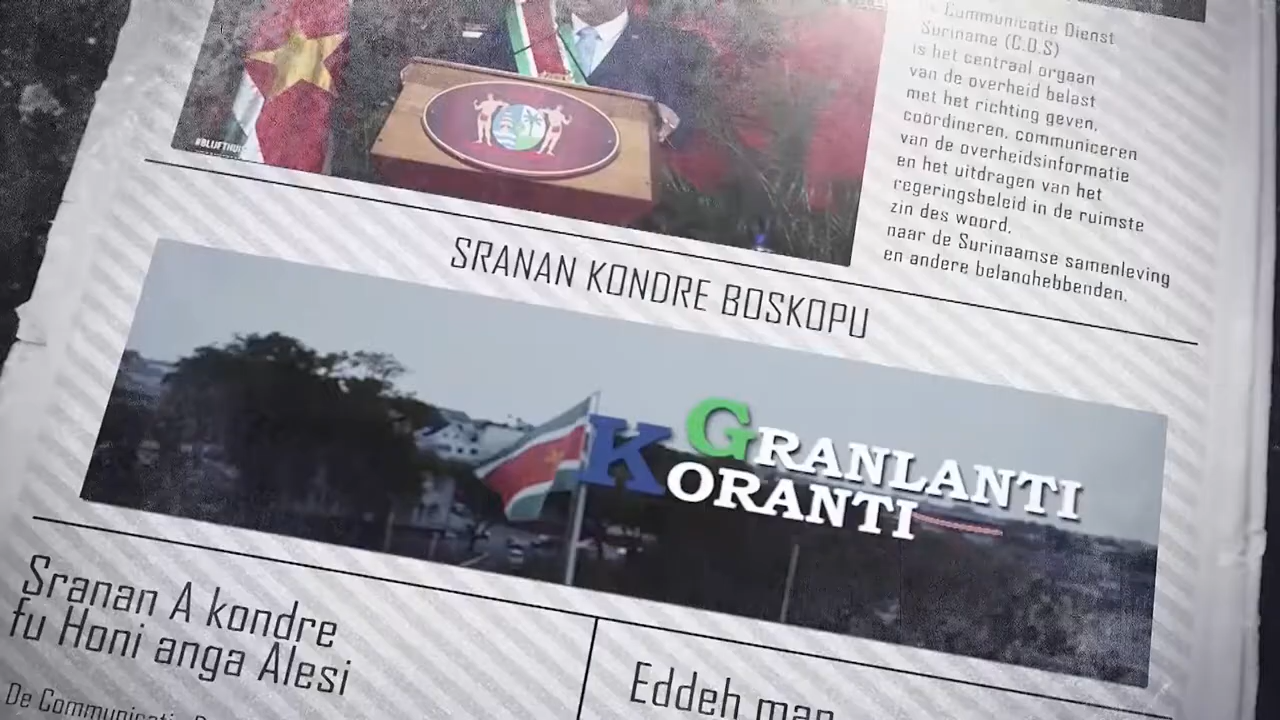 Communicatie Dienst
Suriname (C.D.S)
is het centraal orgaan
van de overheid belast
met het richting geven,
coördineren, communiceren
van de overheidsinformatie
en het uitdragen van het
regeringsbeleid in de ruimste
zin des woord,
naar de Surinaamse samenleving
en andere belanghebbenden.
SRANAN KONDRE BOSKOPU
GRANLANTI
KORANTI
Sranan A kondre
fu Honi anga Alesi
De
Eddeh man